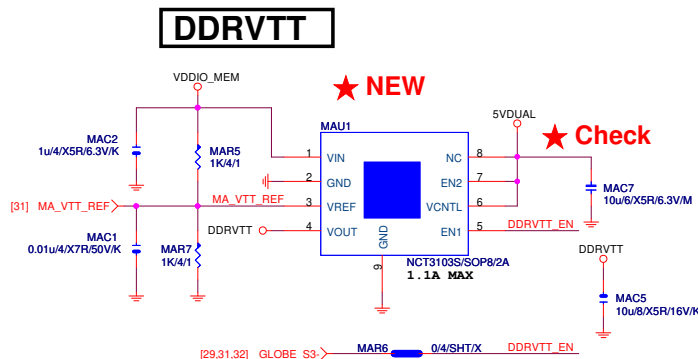 DDRVTT
VDDIO_MEM
★ NEW
MAU1
5VDUAL
★ Check
MAC2
1u/4/X5R/6.3V/K
MAR5
1K/4/1
1 VIN
2 GND
3 VREF
4 VOUT
NC 8
EN2 7
VCNTL 6
EN1 5
GND
9
MAC7
10u/6/X5R/6.3V/M
[31] MA_VTT_REF
MA_VTT_REF
DDRVTT
DDRVTT_EN
MAC1
0.01u/4/X7R/50V/K
MAR7
1K/4/1
NCT3103S/SOP8/2A
1.1A MAX
DDRVTT
MAC5
10u/8/X5R/16V/K
[29,31,32] GLOBE S3-
MAR6
0/4/SHT/X
DDRVTT_EN